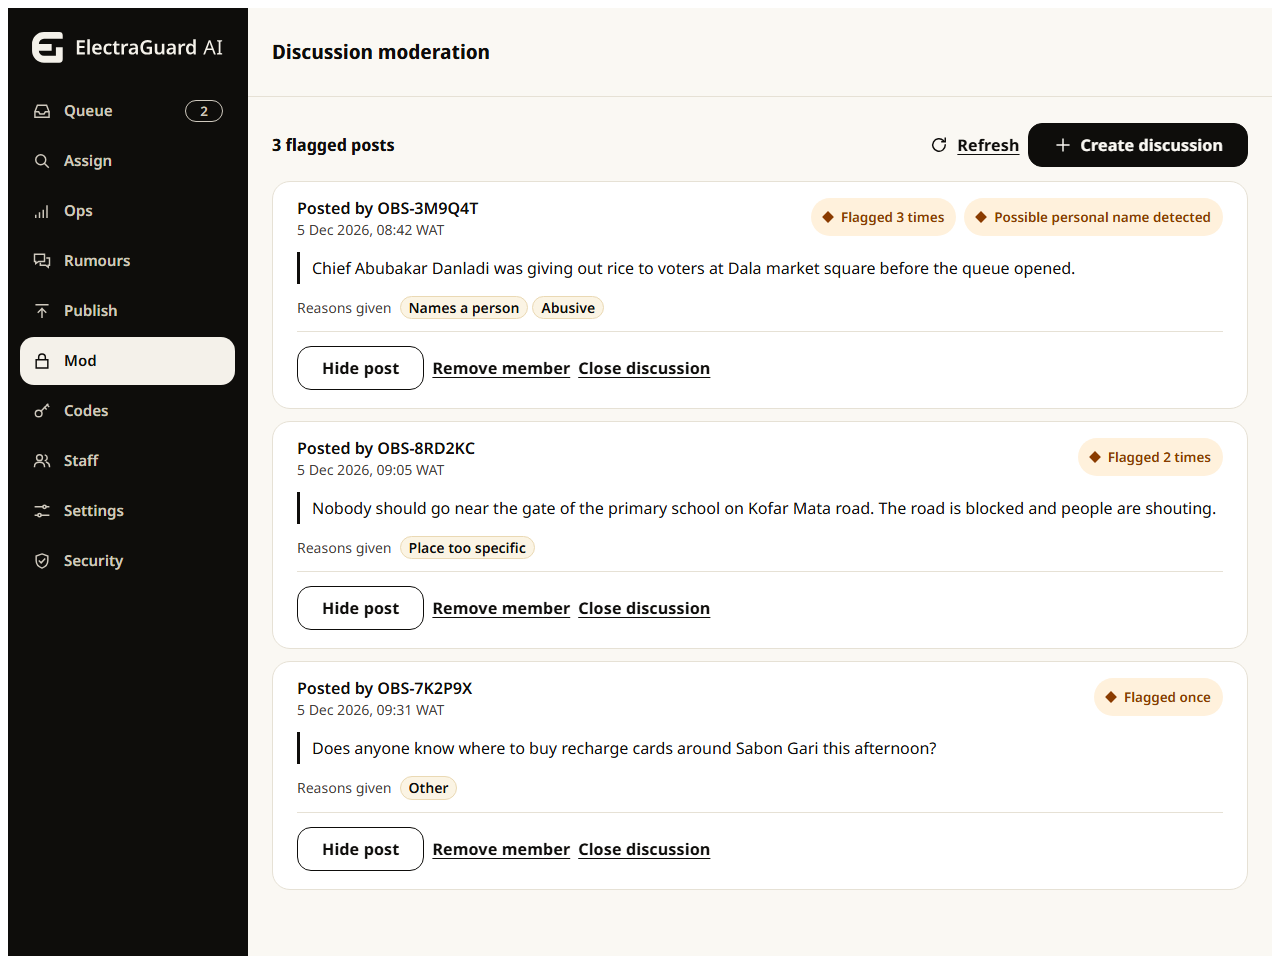 ElectraGuard AI
Queue 2
Assign
Ops
Rumours
Publish
Mod
Codes
Staff
Settings
Security
Discussion moderation
3 flagged posts
Refresh
Create discussion
Posted by OBS-3M9Q4T
5 Dec 2026, 08:42 WAT
Flagged 3 times
Possible personal name detected
Chief Abubakar Danladi was giving out rice to voters at Dala market square before the queue opened.
Reasons given Names a person Abusive
Hide post Remove member Close discussion
Posted by OBS-8RD2KC
5 Dec 2026, 09:05 WAT
Flagged 2 times
Nobody should go near the gate of the primary school on Kofar Mata road. The road is blocked and people are shouting.
Reasons given Place too specific
Hide post Remove member Close discussion
Posted by OBS-7K2P9X
5 Dec 2026, 09:31 WAT
Flagged once
Does anyone know where to buy recharge cards around Sabon Gari this afternoon?
Reasons given Other
Hide post Remove member Close discussion